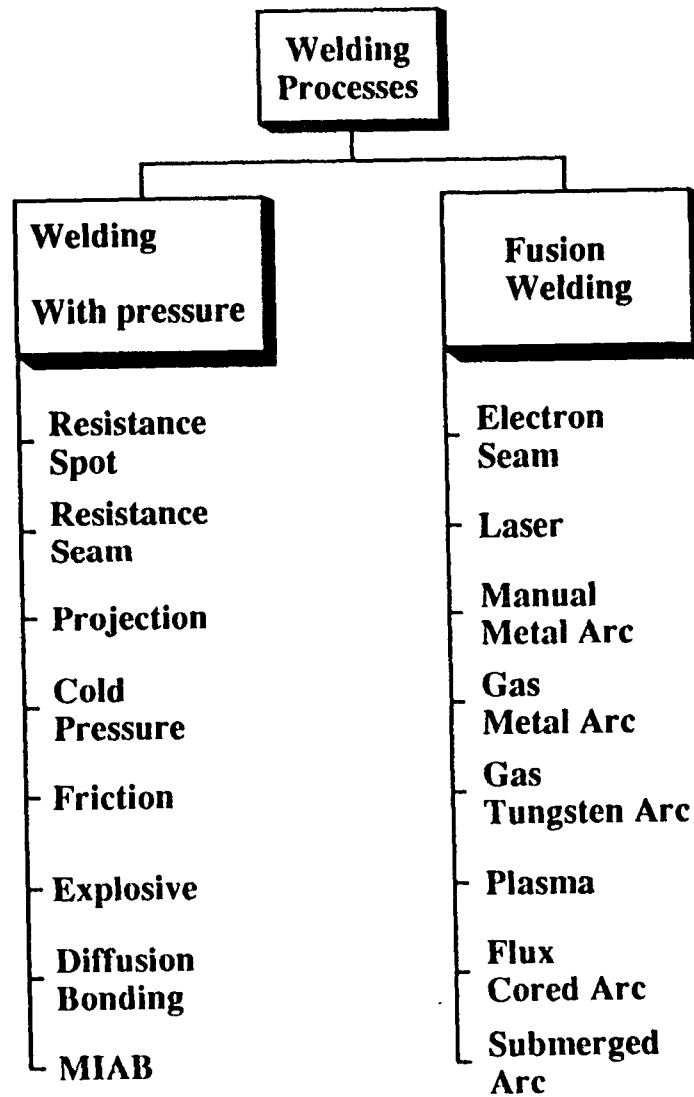 Welding
Processes
Welding
With pressure
Resistance
Spot
Resistance
Seam
Projection
Cold
Pressure
Friction
Explosive
Diffusion
Bonding
MIAB
Fusion
Welding
Electron
Seam
Laser
Manual
Metal Arc
Gas
Metal Arc
Gas
Tungsten Arc
Plasma
Flux
Cored Arc
Submerged
Arc